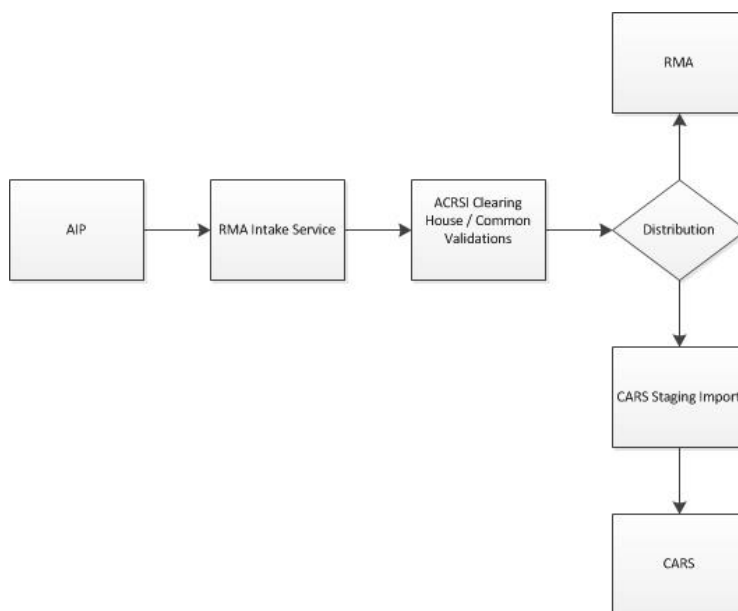 RMA
AIP
RMA Intake Service
ACRSI Clearing
House / Common
Validations
Distribution
CARS Staging Import
CARS